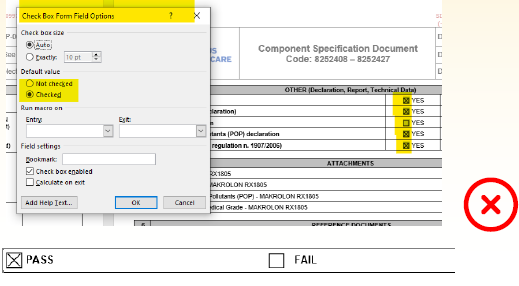 Check Box Form Field Options
?
Check box size
Auto
Exactly: 10 pt
Default value
Not checked
Checked
Run macro on
Entry: Exit:
Field settings
Bookmark:
Check box enabled
Calculate on exit
Add Help Text... OK Cancel
CARE
Component Specification Document
Code: 8252408 – 8252427
OTHER (Declaration, Report, Technical Data)
YES
YES
YES
tants (POP) declaration YES
regulation n. 1907/2006) YES
ATTACHMENTS
RX1805
MAKROLON RX1805
Pollutants (POP) - MAKROLON RX1805
dical Grade - MAKROLON RX1805
REFERENCE DOCUMENTS
PASS FAIL